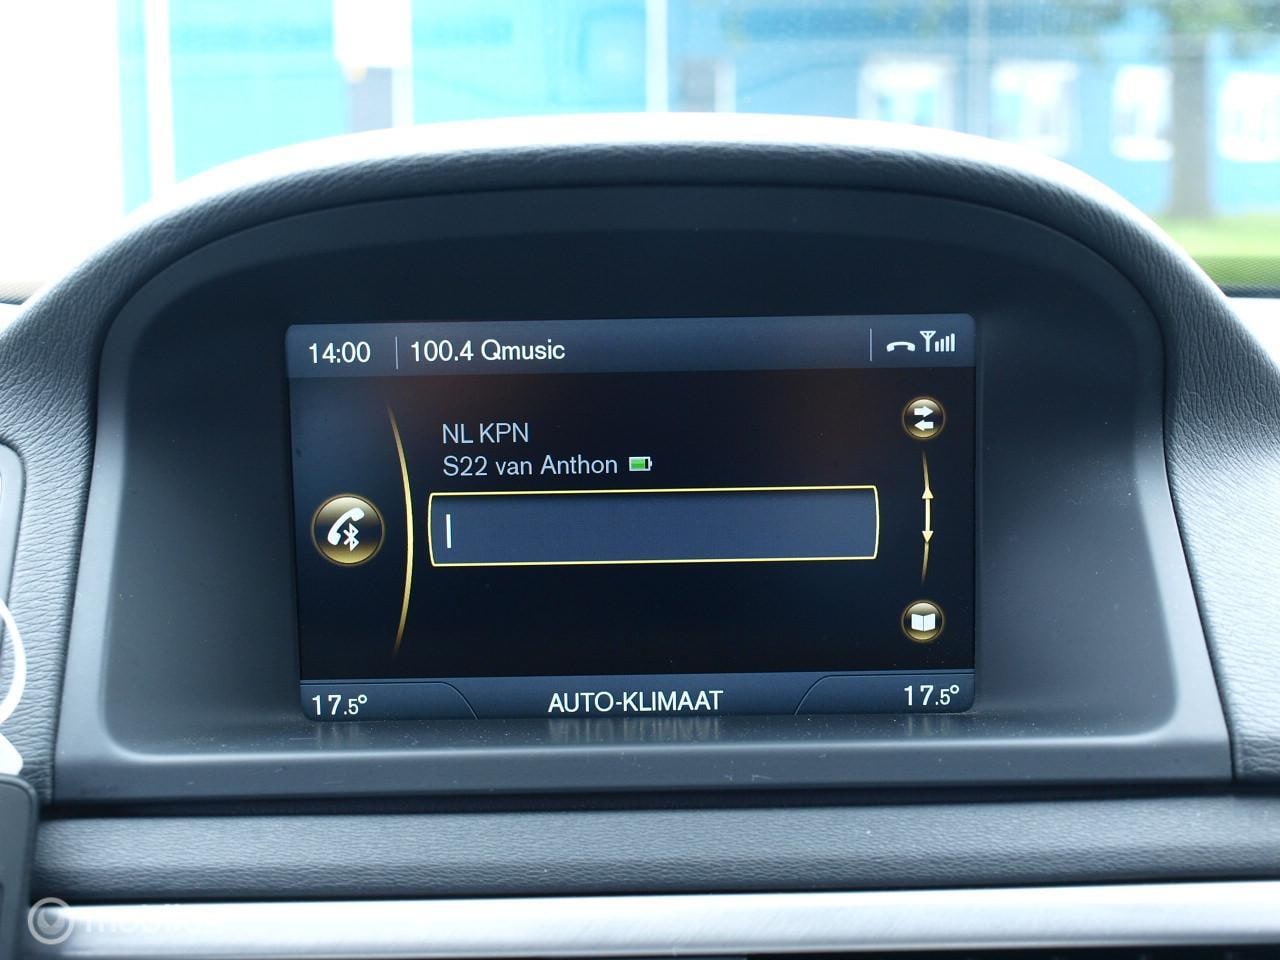 14:00
100.4 Qmusic
NL KPN
S22 van Anthon
17.5°
AUTO-KLIMAAT
17.5°